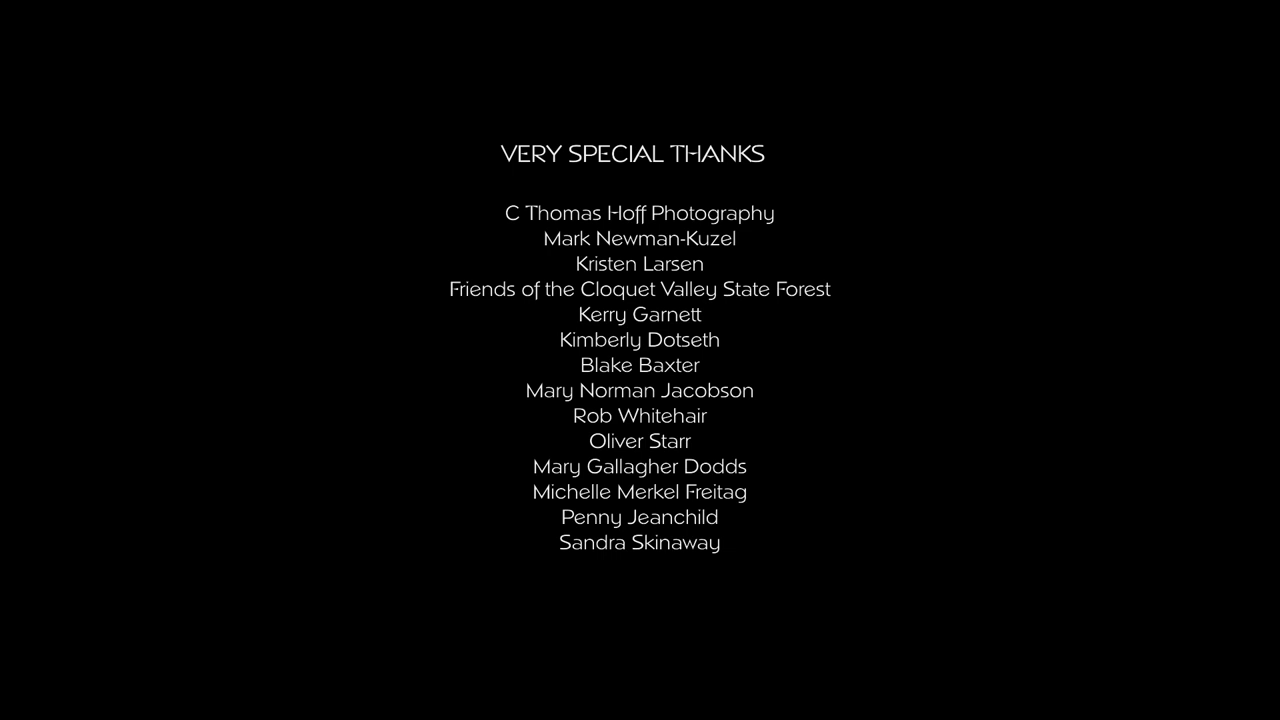 VERY SPECIAL THANKS
C Thomas Hoff Photography
Mark Newman-Kuzel
Kristen Larsen
Friends of the Cloquet Valley State Forest
Kerry Garnett
Kimberly Dotseth
Blake Baxter
Mary Norman Jacobson
Rob Whitehair
Oliver Starr
Mary Gallagher Dodds
Michelle Merkel Freitag
Penny Jeanchild
Sandra Skinaway